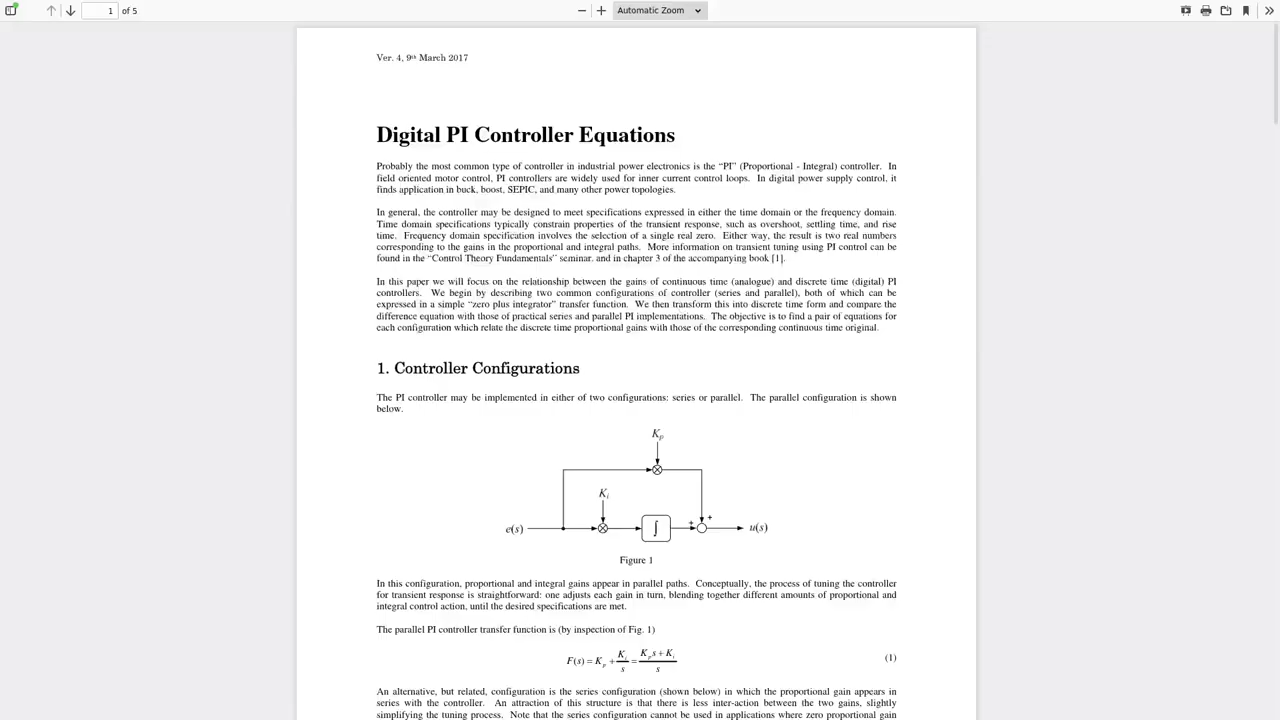 1 of 5
Automatic Zoom
Ver. 4, 9th March 2017
Digital PI Controller Equations
Probably the most common type of controller in industrial power electronics is the “PI” (Proportional - Integral) controller. In
field oriented motor control, PI controllers are widely used for inner current control loops. In digital power supply control, it
finds application in buck, boost, SEPIC, and many other power topologies.
In general, the controller may be designed to meet specifications expressed in either the time domain or the frequency domain.
Time domain specifications typically constrain properties of the transient response, such as overshoot, settling time, and rise
time. Frequency domain specification involves the selection of a single real zero. Either way, the result is two real numbers
corresponding to the gains in the proportional and integral paths. More information on transient tuning using PI control can be
found in the “Control Theory Fundamentals” seminar. and in chapter 3 of the accompanying book [1].
In this paper we will focus on the relationship between the gains of continuous time (analogue) and discrete time (digital) PI
controllers. We begin by describing two common configurations of controller (series and parallel), both of which can be
expressed in a simple “zero plus integrator” transfer function. We then transform this into discrete time form and compare the
difference equation with those of practical series and parallel PI implementations. The objective is to find a pair of equations for
each configuration which relate the discrete time proportional gains with those of the corresponding continuous time original.
1. Controller Configurations
The PI controller may be implemented in either of two configurations: series or parallel. The parallel configuration is shown
below.
Kp
Ki
e(s) ∫ + + u(s)
Figure 1
In this configuration, proportional and integral gains appear in parallel paths. Conceptually, the process of tuning the controller
for transient response is straightforward: one adjusts each gain in turn, blending together different amounts of proportional and
integral control action, until the desired specifications are met.
The parallel PI controller transfer function is (by inspection of Fig. 1)
F(s) = Kp + Ki/s = (Kp s + Ki)/s (1)
An alternative, but related, configuration is the series configuration (shown below) in which the proportional gain appears in
series with the controller. An attraction of this structure is that there is less inter-action between the two gains, slightly
simplifying the tuning process. Note that the series configuration cannot be used in applications where zero proportional gain